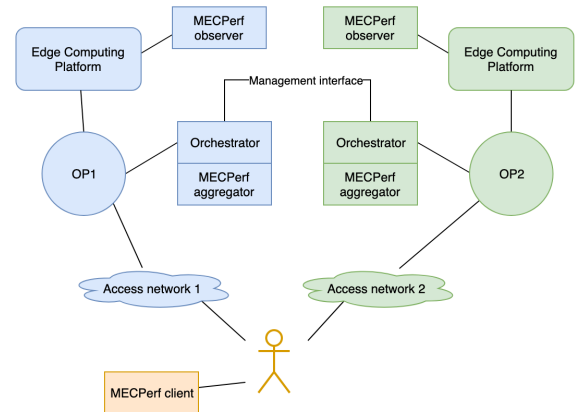 MECPerf
observer
MECPerf
observer
Edge Computing
Platform
Edge Computing
Platform
Management interface
Orchestrator
MECPerf
aggregator
Orchestrator
MECPerf
aggregator
OP1
OP2
Access network 1
Access network 2
MECPerf client